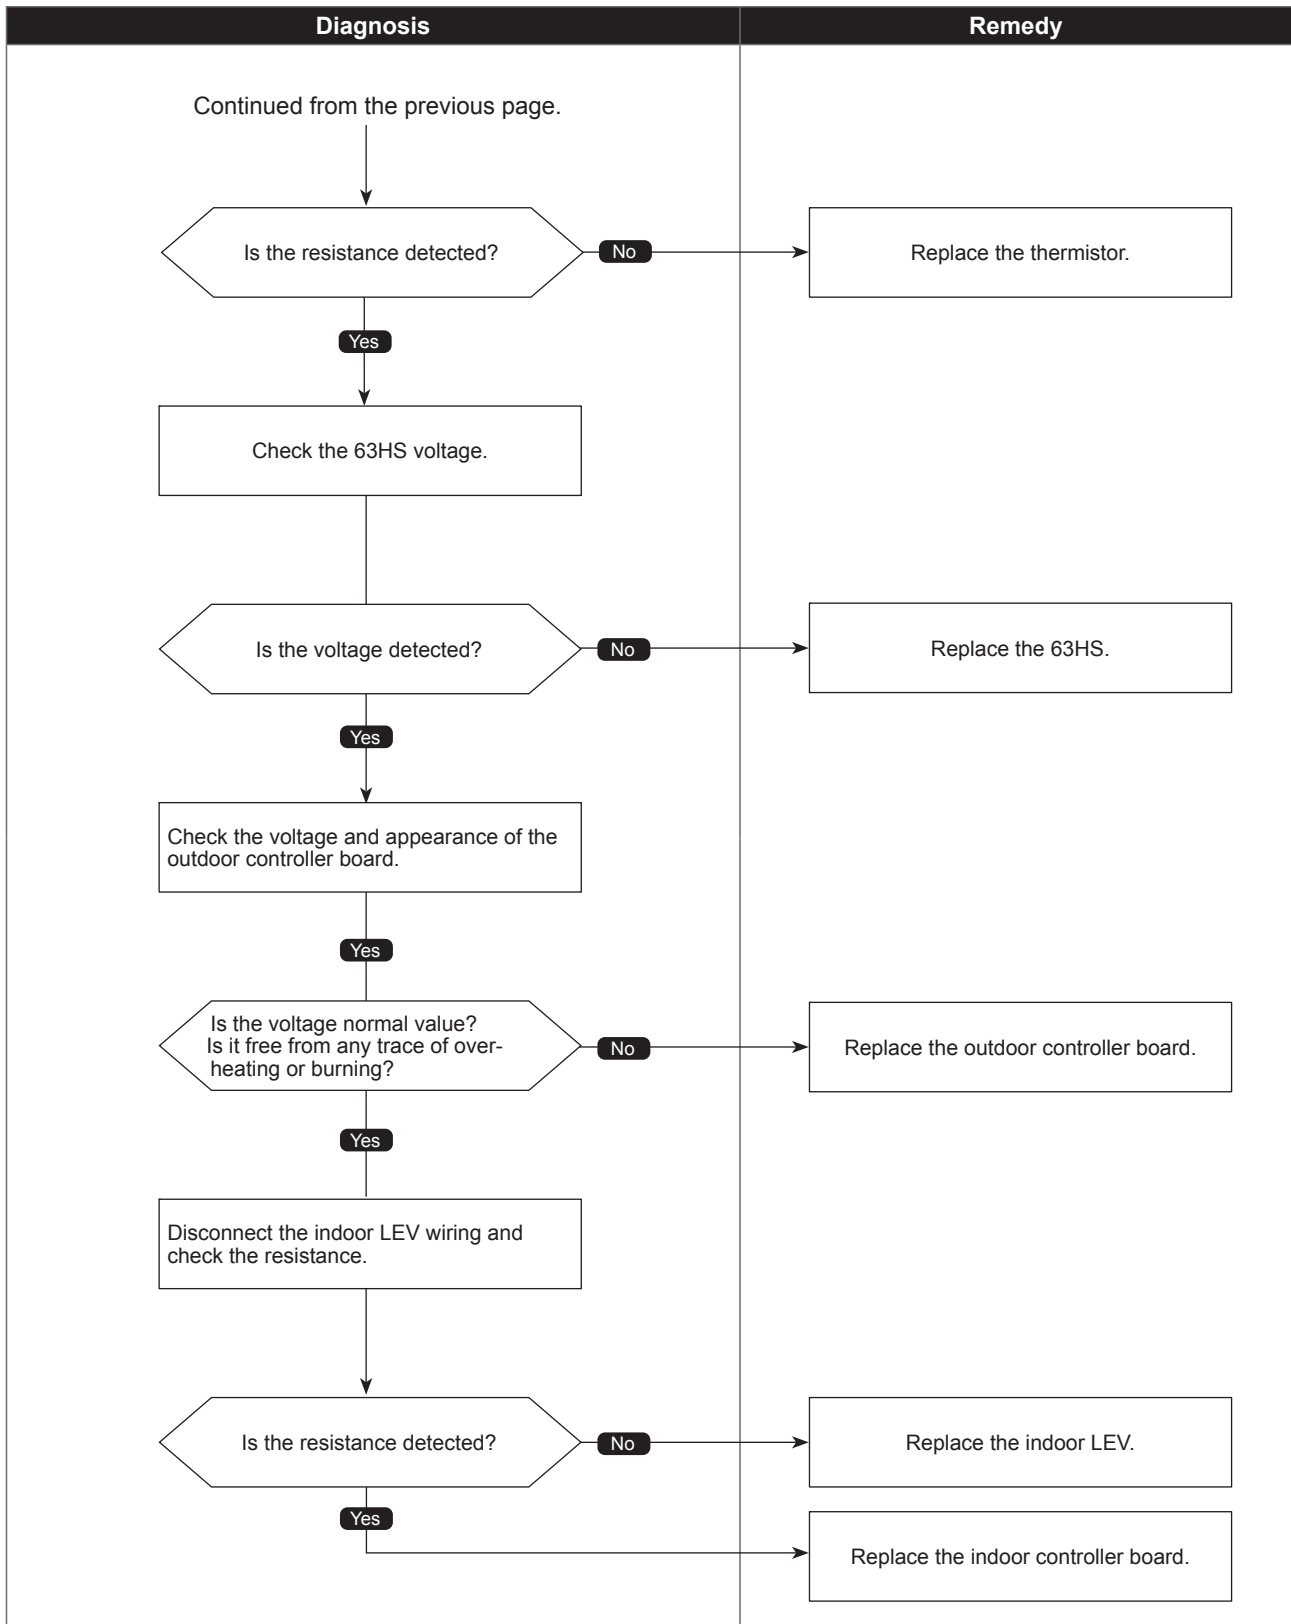 Diagnosis
Remedy
Continued from the previous page.
Is the resistance detected?
No
Replace the thermistor.
Yes
Check the 63HS voltage.
Is the voltage detected?
No
Replace the 63HS.
Yes
Check the voltage and appearance of the
outdoor controller board.
Yes
Is the voltage normal value?
Is it free from any trace of over-
heating or burning?
No
Replace the outdoor controller board.
Yes
Disconnect the indoor LEV wiring and
check the resistance.
Is the resistance detected?
No
Replace the indoor LEV.
Yes
Replace the indoor controller board.